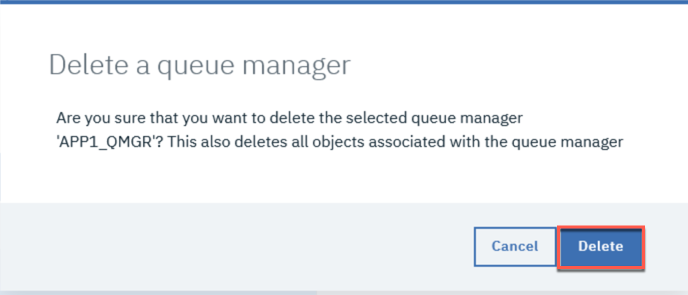 Delete a queue manager
Are you sure that you want to delete the selected queue manager
'APP1_QMGR'? This also deletes all objects associated with the queue manager
Cancel
Delete